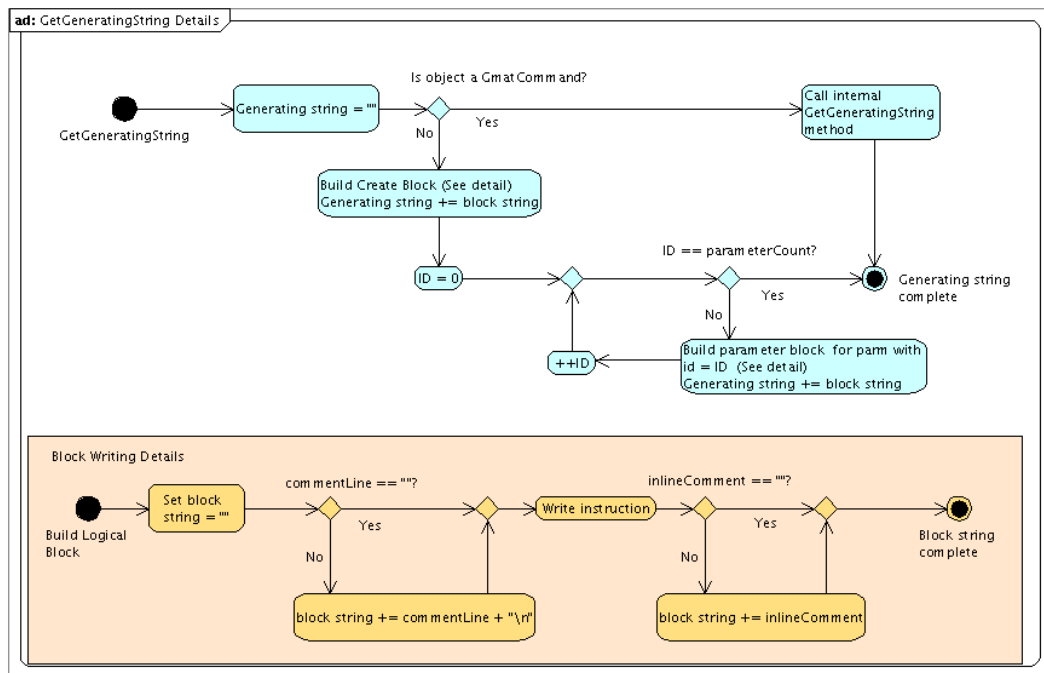 ad: GetGeneratingString Details
Is object a GmatCommand?
GetGeneratingString
Generating string = ""
No
Yes
Call internal
GetGeneratingString
method
Build Create Block (See detail)
Generating string += block string
ID = 0
ID == parameterCount?
Yes
No
Generating string
complete
++ID
Build parameter block for parm with
id = ID (See detail)
Generating string += block string
Block Writing Details
Build Logical
Block
Set block
string = ""
commentLine == ""?
Yes
No
block string += commentLine + "\n"
Write instruction
inlineComment == ""?
Yes
No
block string += inlineComment
Block string
complete